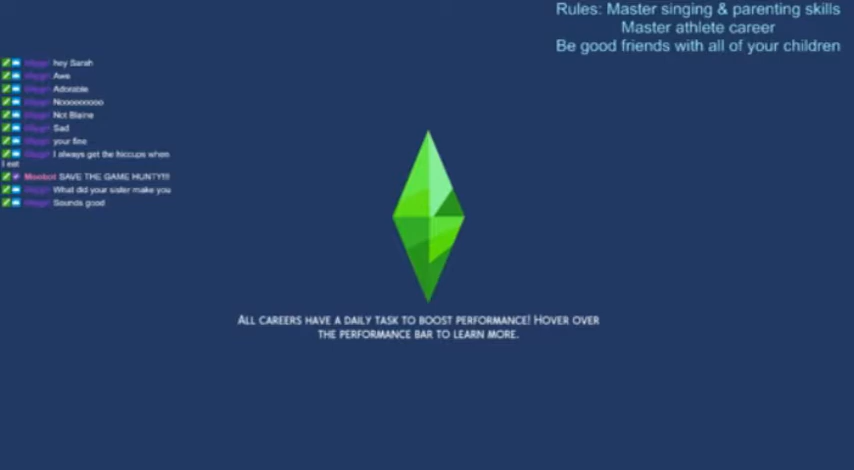 Rules: Master singing & parenting skills
Master athlete career
Be good friends with all of your children
hey Sarah
Awe
Adorable
Nooooooooo
Not Blaine
Sad
your fine
I always get the hiccups when
I eat
Moobot SAVE THE GAME HUNTY!!!
What did your sister make you
Sounds good
ALL CAREERS HAVE A DAILY TASK TO BOOST PERFORMANCE! HOVER OVER
THE PERFORMANCE BAR TO LEARN MORE.